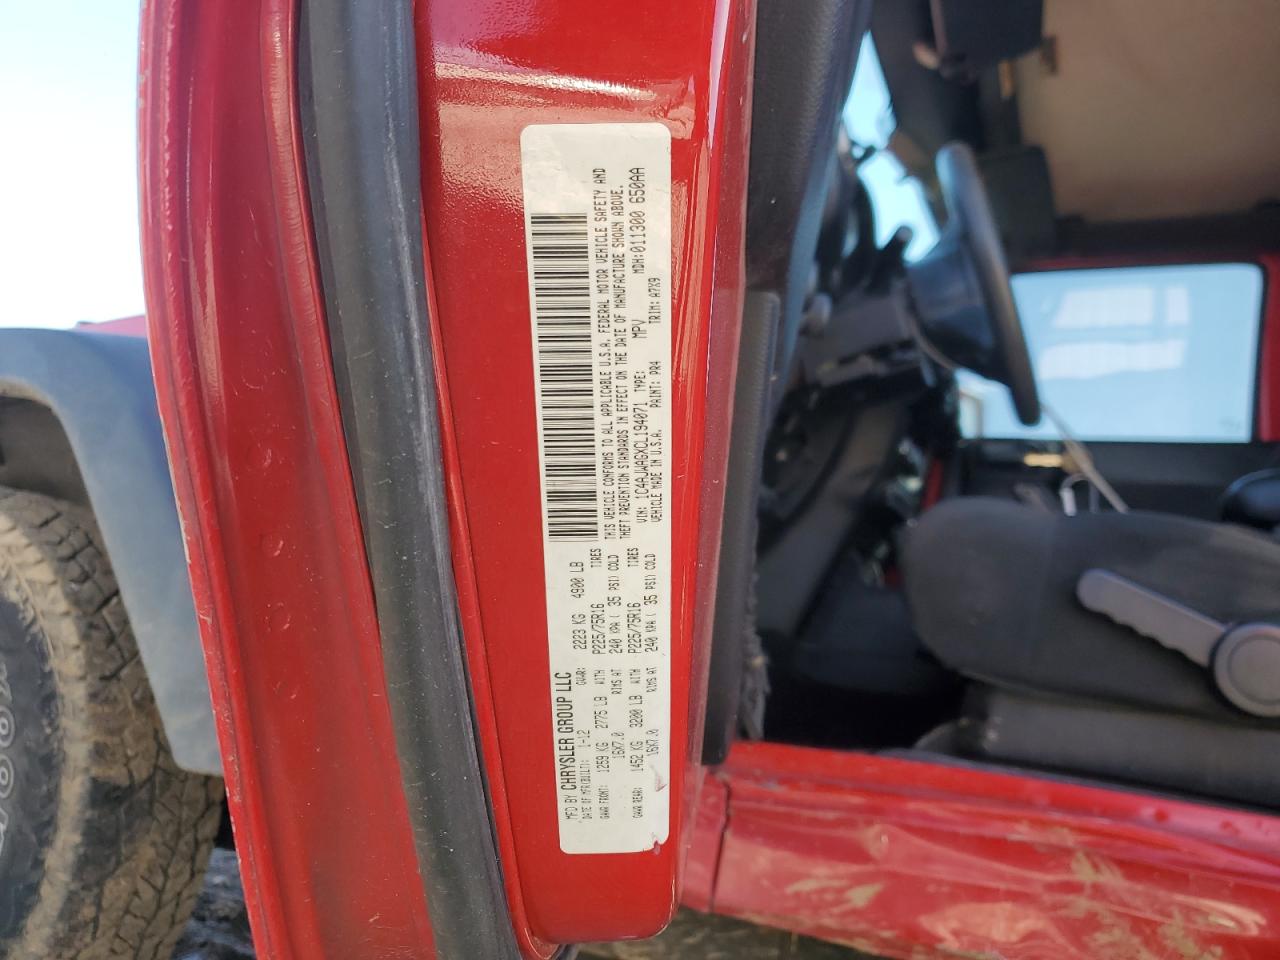 MFD BY CHRYSLER GROUP LLC
DATE OF MFR(BUILT): 1-12 GVWR: 2223 KG 4900 LB
GAWR FRONT: 1259 KG 2775 LB WITH P225/75R16 TIRES
16X7.0 RIMS AT 240 KPA ( 35 PSI) COLD
GAWR REAR: 1452 KG 3200 LB WITH P225/75R16 TIRES
16X7.0 RIMS AT 240 KPA ( 35 PSI) COLD
THIS VEHICLE CONFORMS TO ALL APPLICABLE U.S.A. FEDERAL MOTOR VEHICLE SAFETY AND
THEFT PREVENTION STANDARDS IN EFFECT ON THE DATE OF MANUFACTURE SHOWN ABOVE.
VIN: 1C4AJWAGXCL194071 TYPE: MPV MDH: 011300 650AA
VEHICLE MADE IN U.S.A. PAINT: PR4 TRIM: A7X9